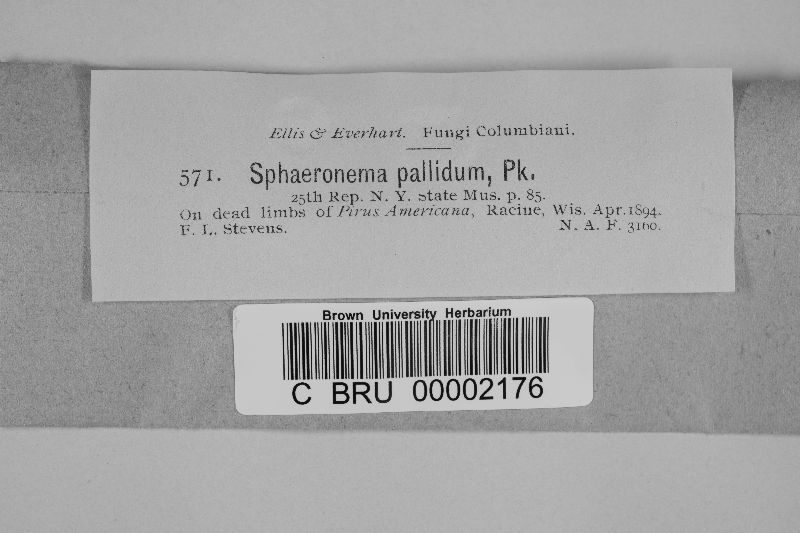 Ellis & Everhart. Fungi Columbiani.
571. Sphaeronema pallidum, Pk.
25th Rep. N. Y. State Mus. p. 85.
On dead limbs of Pirus Americana, Racine, Wis. Apr. 1894.
F. L. Stevens. N. A. F. 3160.
Brown University Herbarium
C BRU 00002176